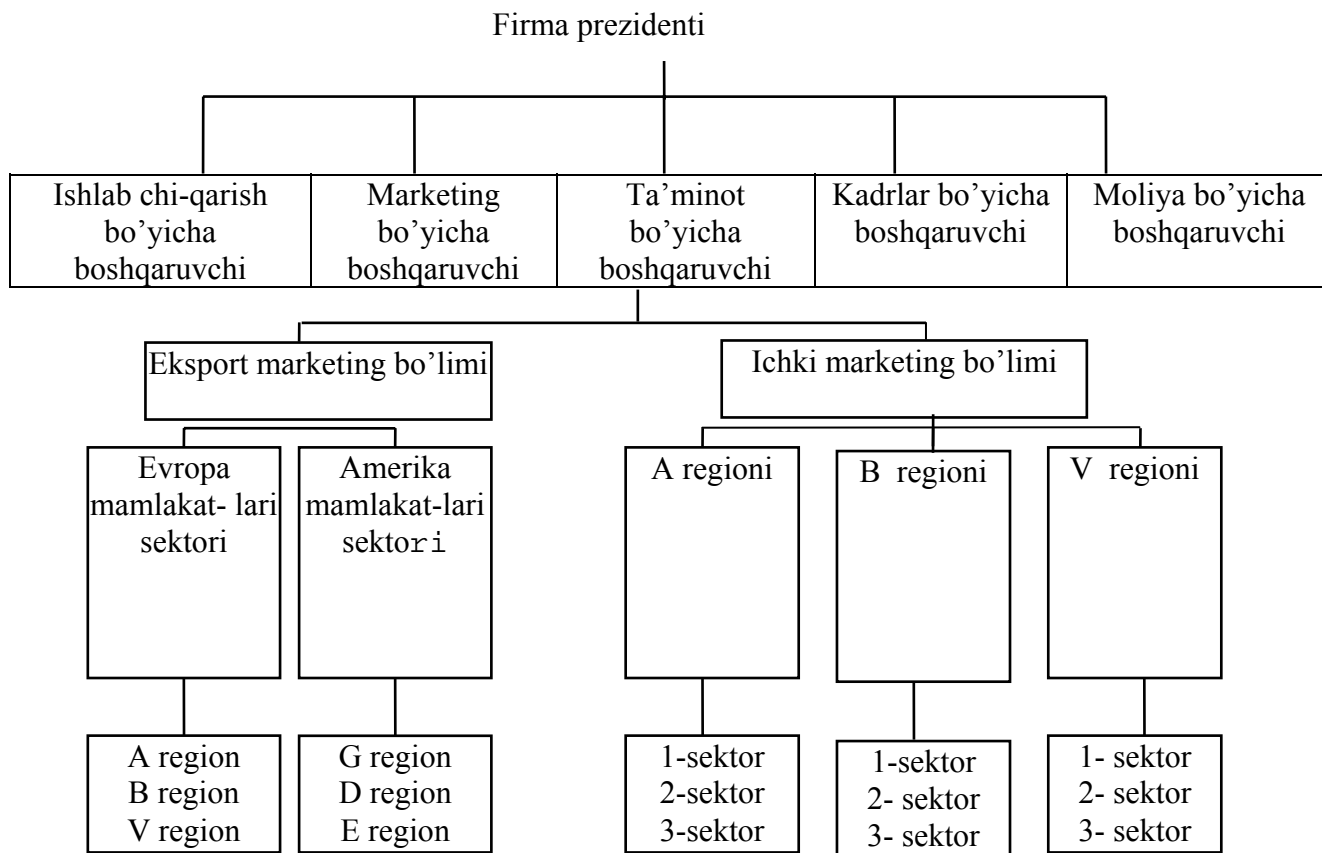 Firma prezidenti
Ishlab chi-qarish
bo’yicha
boshqaruvchi
Marketing
bo’yicha
boshqaruvchi
Ta’minot
bo’yicha
boshqaruvchi
Kadrlar bo’yicha
boshqaruvchi
Moliya bo’yicha
boshqaruvchi
Eksport marketing bo’limi
Ichki marketing bo’limi
Evropa
mamlakat- lari
sektori
Amerika
mamlakat-lari
sektori
A regioni
B regioni
V regioni
A region
B region
V region
G region
D region
E region
1-sektor
2-sektor
3-sektor
1-sektor
2- sektor
3- sektor
1- sektor
2- sektor
3- sektor